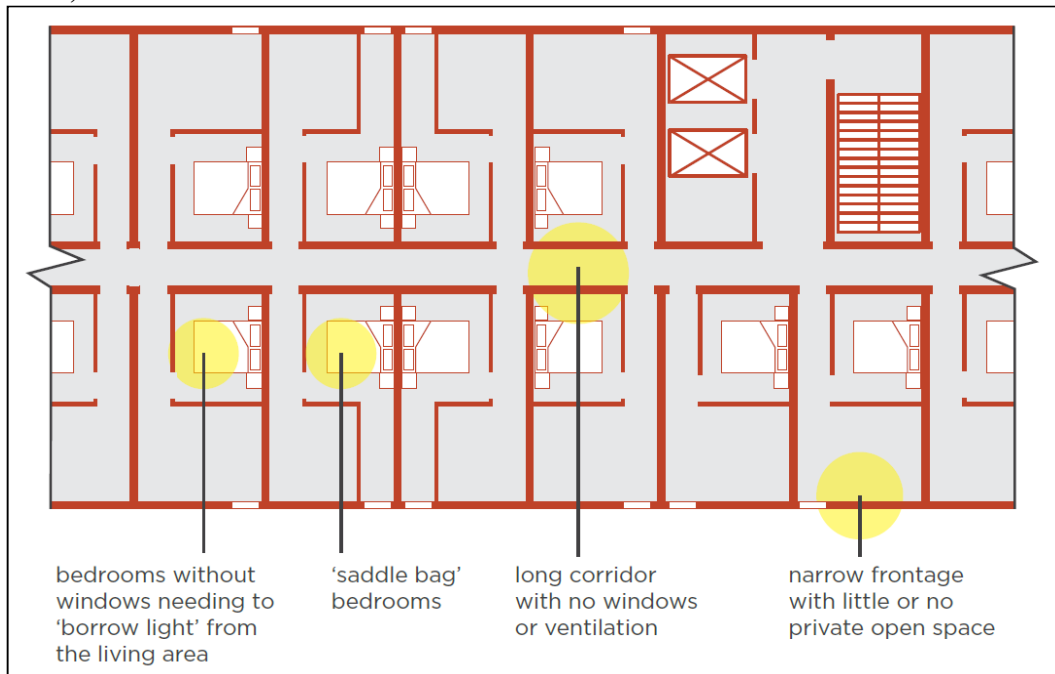 bedrooms without
windows needing to
‘borrow light’ from
the living area
‘saddle bag’
bedrooms
long corridor
with no windows
or ventilation
narrow frontage
with little or no
private open space